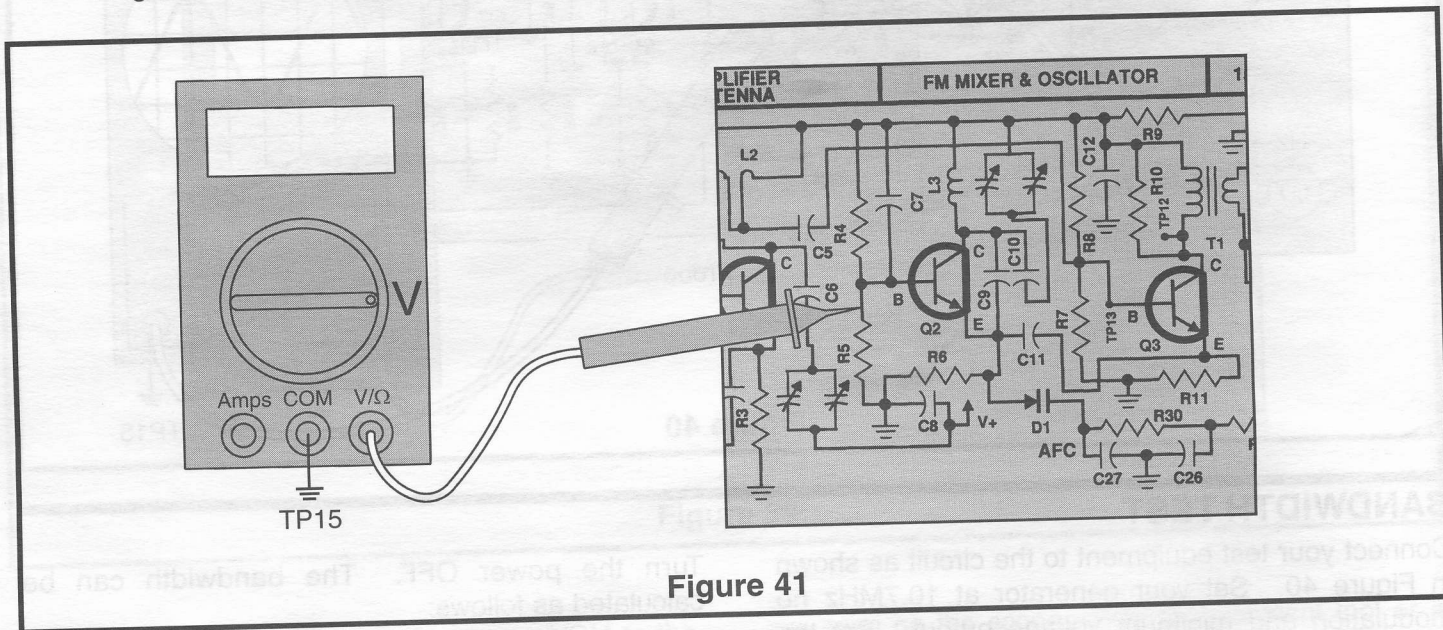 PLIFIER
TENNA
FM MIXER & OSCILLATOR
1
L2
C5
R4
C7
L3
C10
C9
R8
C12
R9
R10
TP12
T1
C
C
C
C6
B
Q2
E
R7
TP13
B
Q3
E
R5
R6
C11
R11
R3
C8
V+
D1
R30
AFC
C27
C26
V
Amps COM V/Ω
TP15
Figure 41
BANDWIDTH TEST
Connect your test equipment to the circuit as shown
in Figure 40. Set your generator at 10.7MHz no
Turn the power OFF. The bandwidth can be
calculated as follows: